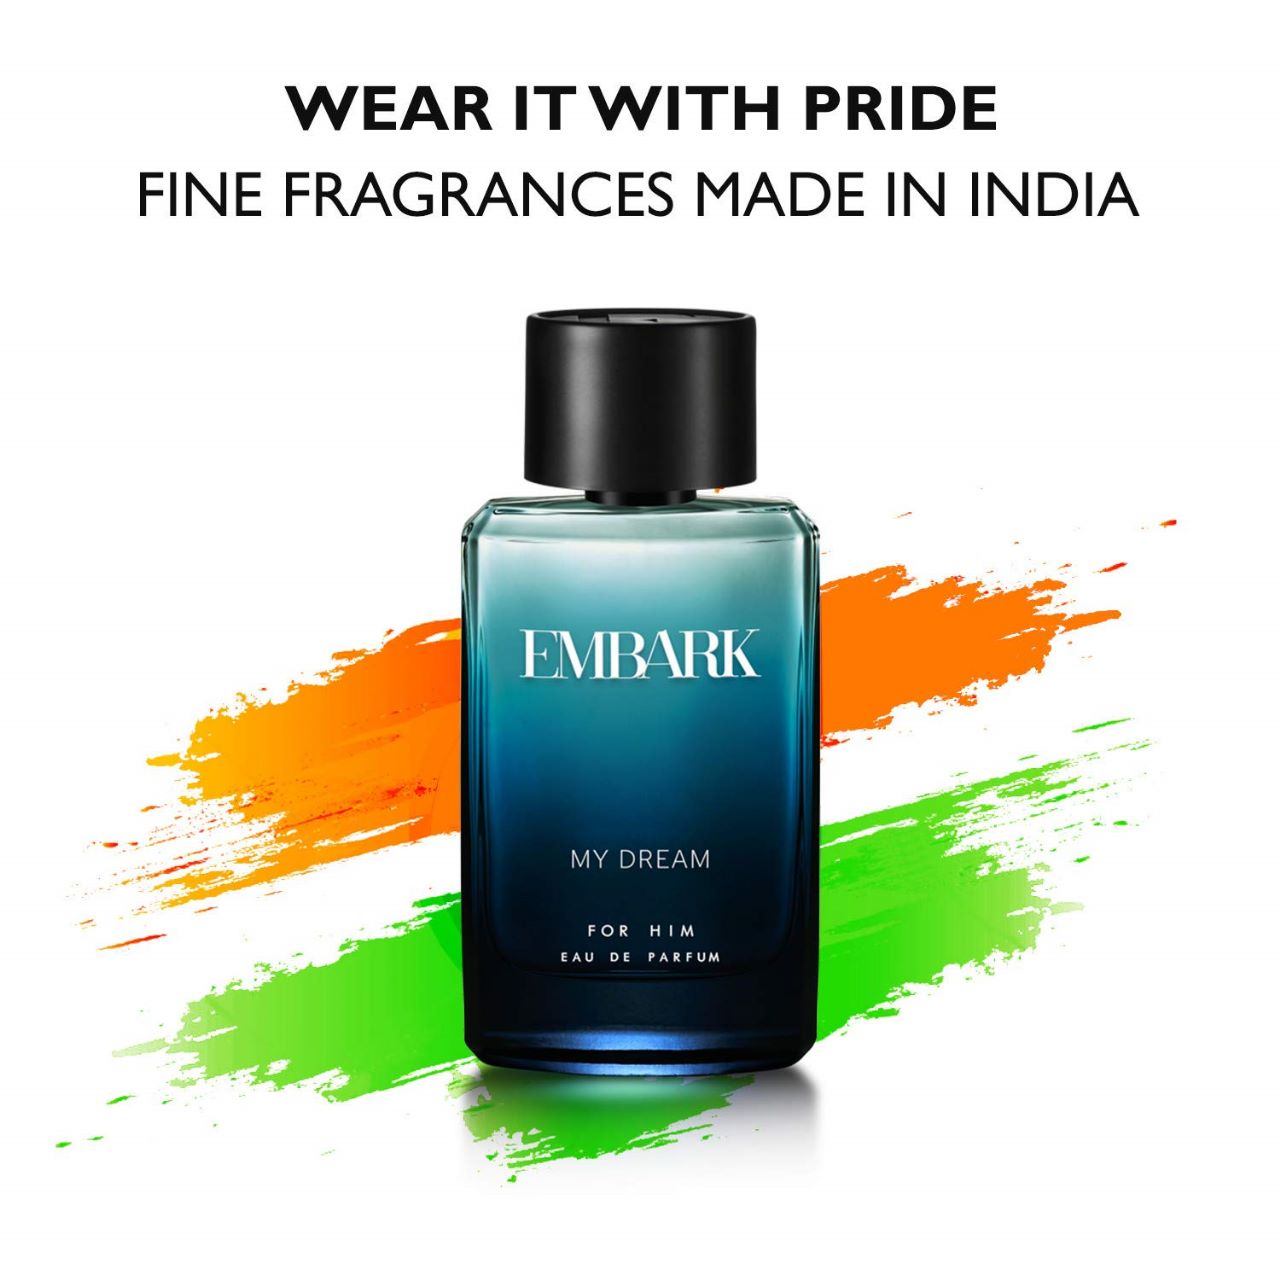 WEAR IT WITH PRIDE
FINE FRAGRANCES MADE IN INDIA
EMBARK
MY DREAM
FOR HIM
EAU DE PARFUM